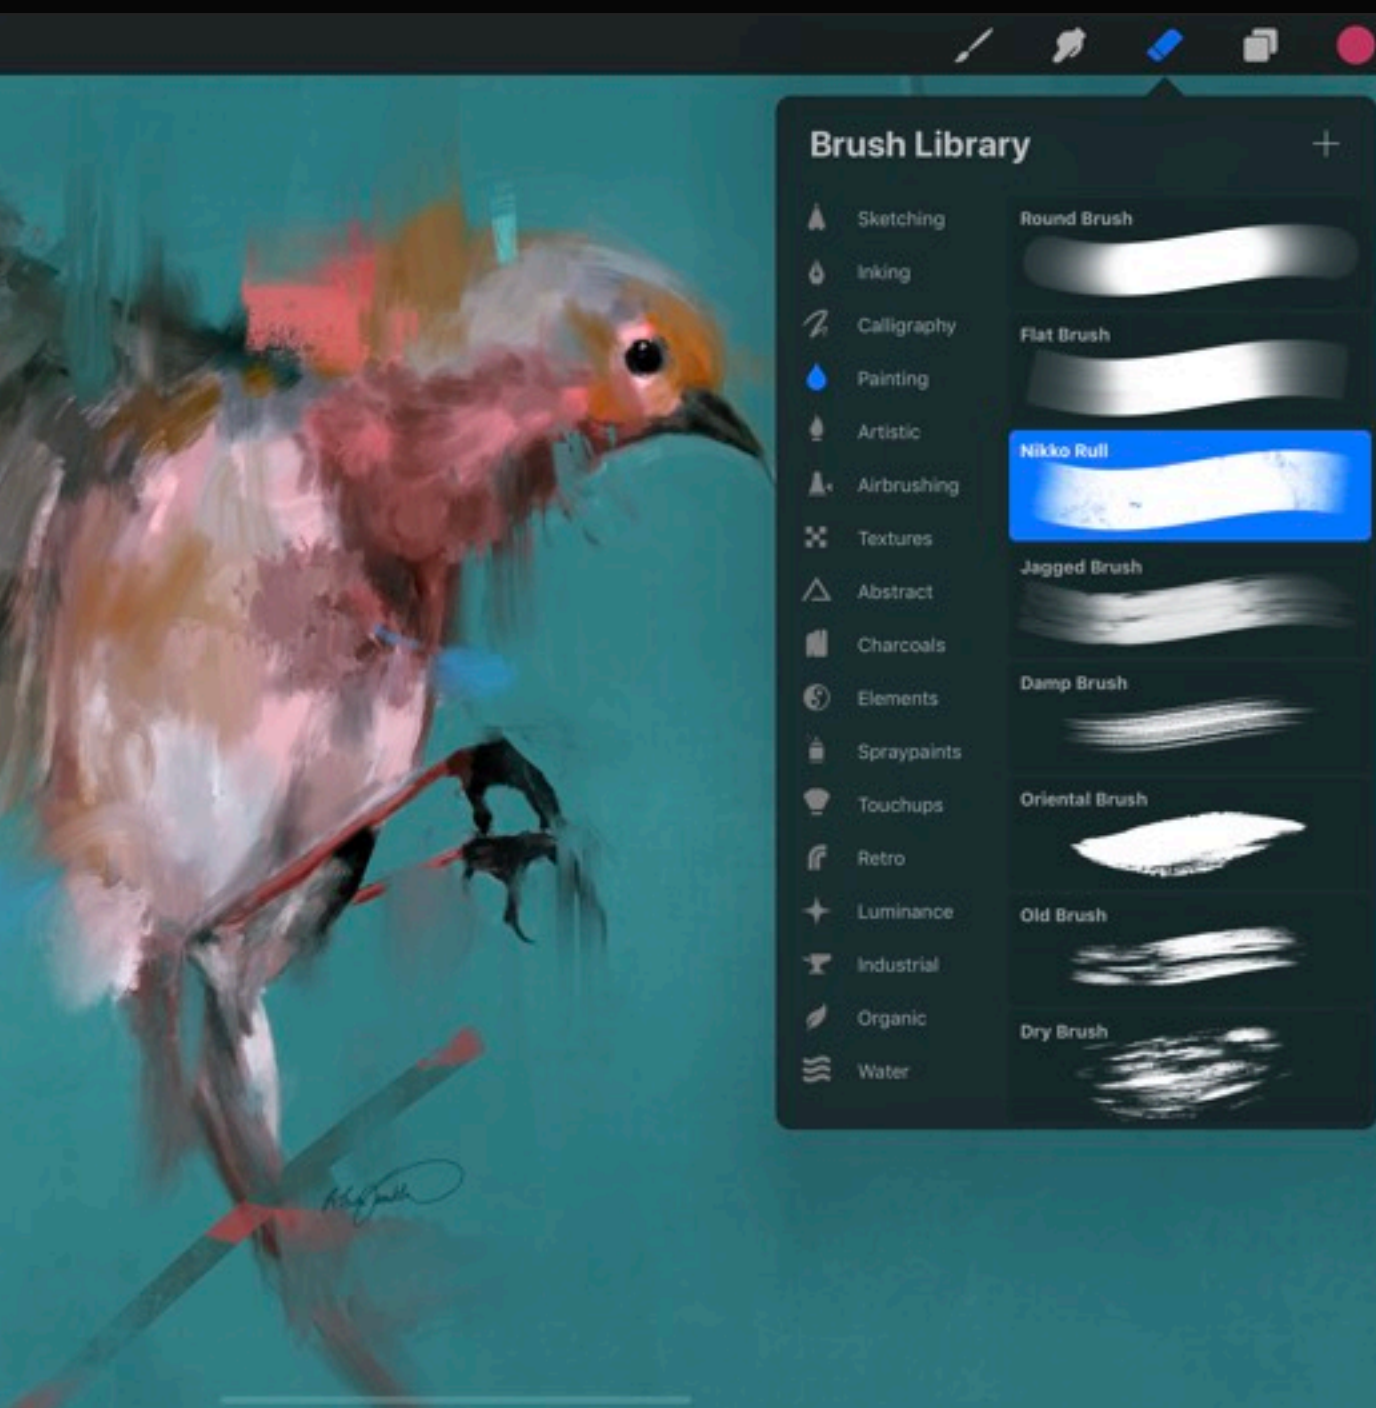 Brush Library
Sketching
Inking
Calligraphy
Painting
Artistic
Airbrushing
Textures
Abstract
Charcoals
Elements
Spraypaints
Touchups
Retro
Luminance
Industrial
Organic
Water
Round Brush
Flat Brush
Nikko Rull
Jagged Brush
Damp Brush
Oriental Brush
Old Brush
Dry Brush